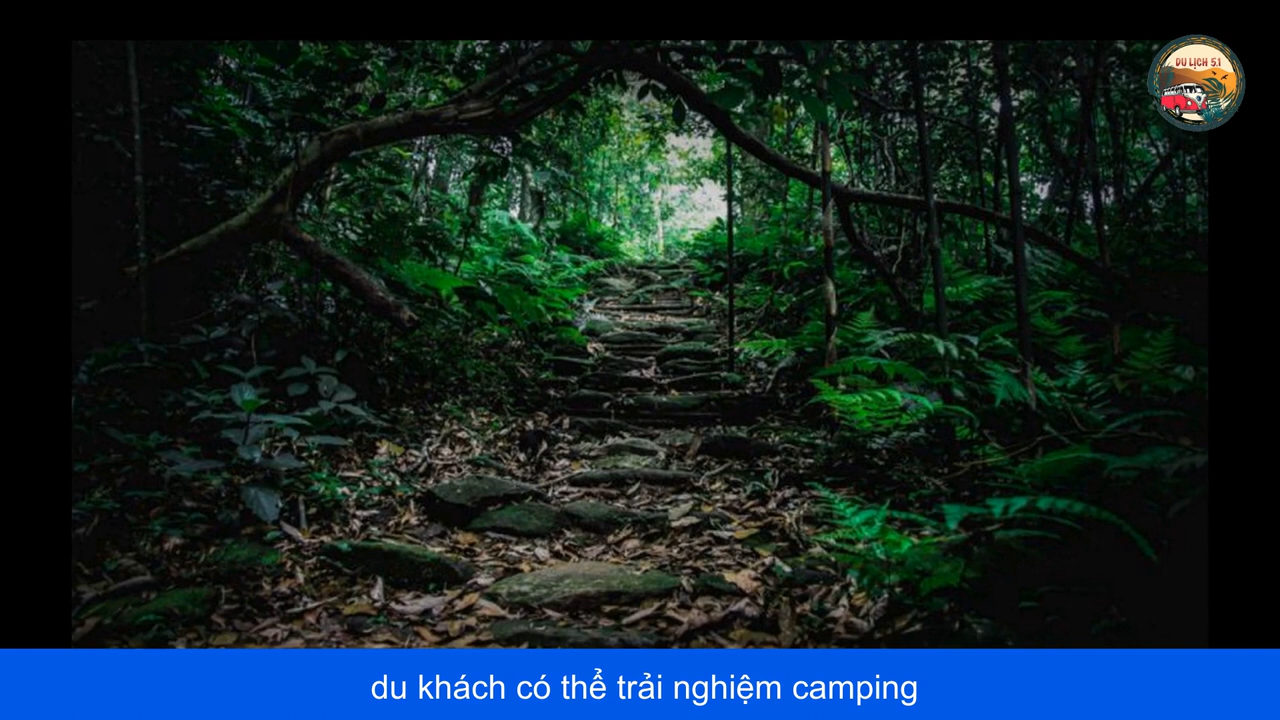 DU LỊCH 5.1
du khách có thể trải nghiệm camping